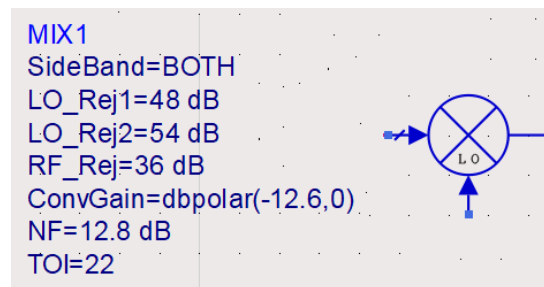 MIX1
SideBand=BOTH
LO_Rej1=48 dB
LO_Rej2=54 dB
RF_Rej=36 dB
ConvGain=dbpolar(-12.6,0)
NF=12.8 dB
TOI=22
LO